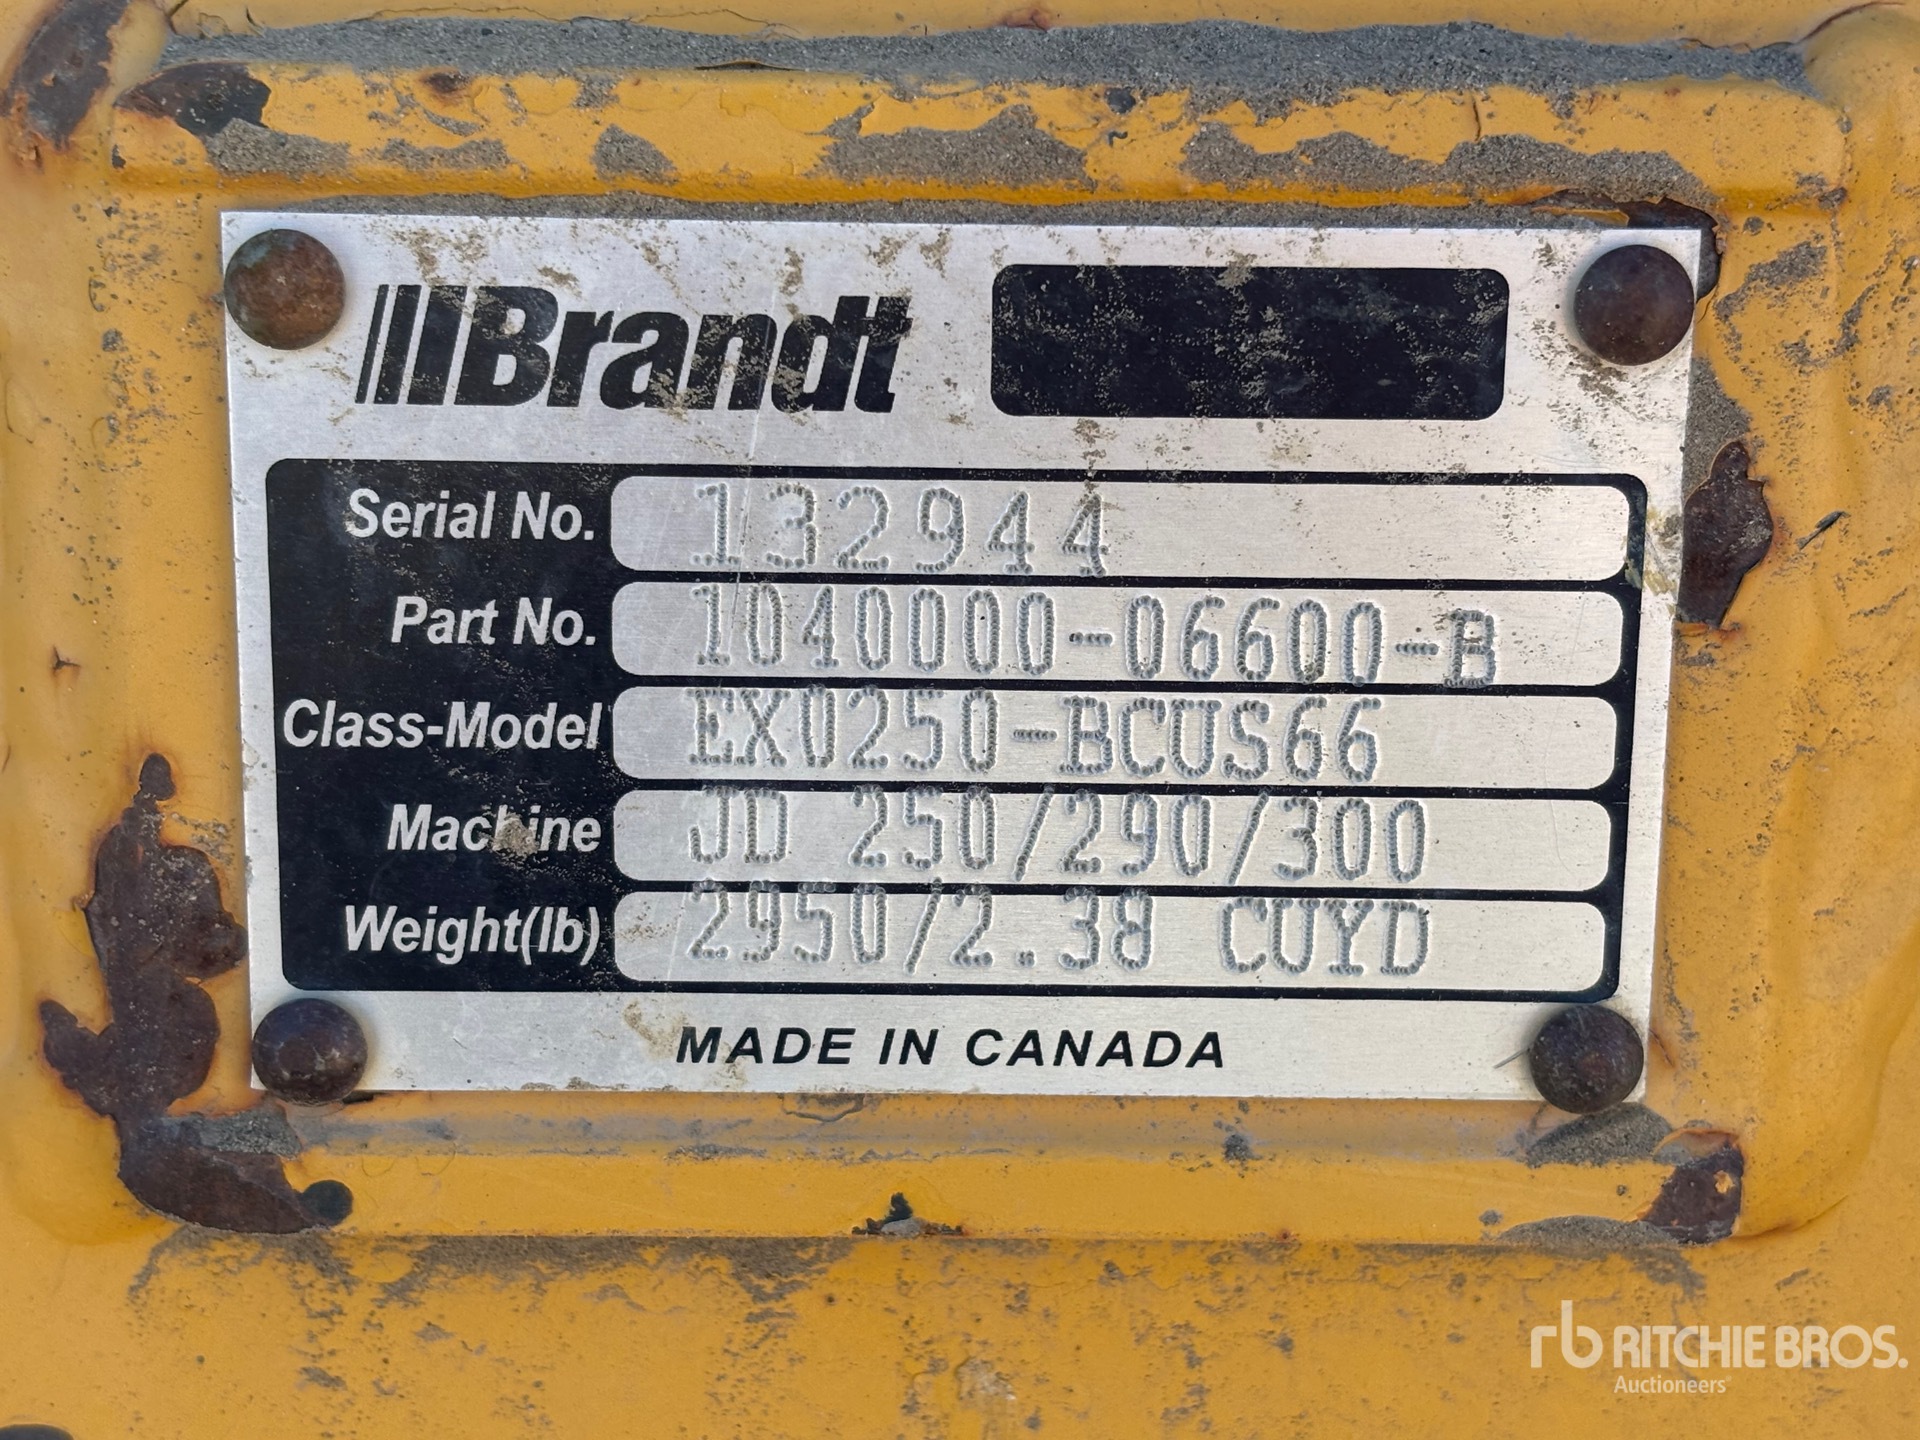 Brandt
Serial No. 132944
Part No. 1040000-06600-B
Class-Model EX0250-BCUS66
Machine JD 250/290/300
Weight(lb) 2950/2.38 CUYD
MADE IN CANADA
rb RITCHIE BROS.
Auctioneers